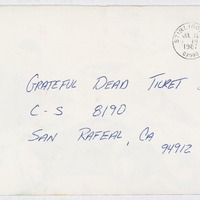 GRATEFUL DEAD TICKET
C-S 8190
SAN RAFEAL, CA
94912